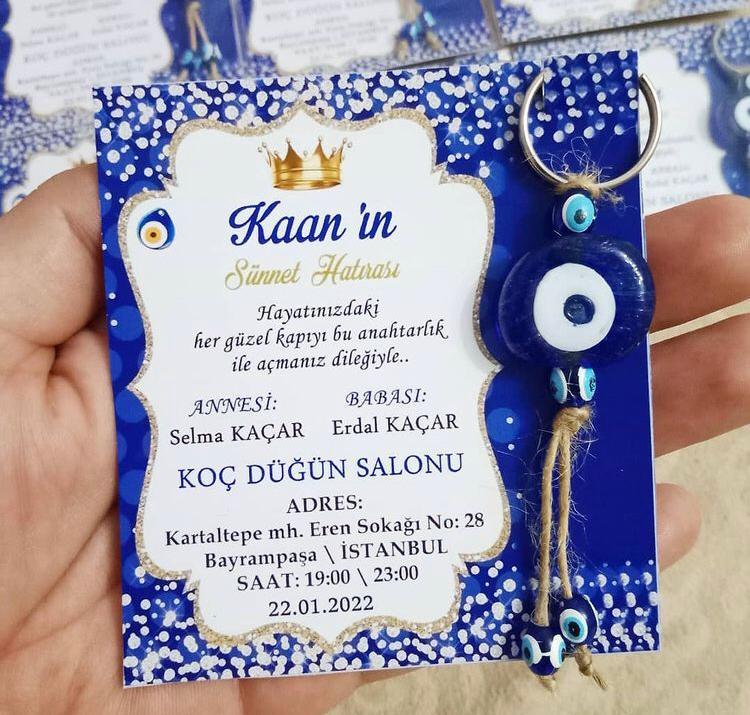 Kaan'ın
Sünnet Hatırası
Hayatınızdaki
her güzel kapıyı bu anahtarlık
ile açmanız dileğiyle..
ANNESİ: BABASI:
Selma KAÇAR Erdal KAÇAR
KOÇ DÜĞÜN SALONU
ADRES:
Kartaltepe mh. Eren Sokağı No: 28
Bayrampaşa \ İSTANBUL
SAAT: 19:00 \ 23:00
22.01.2022